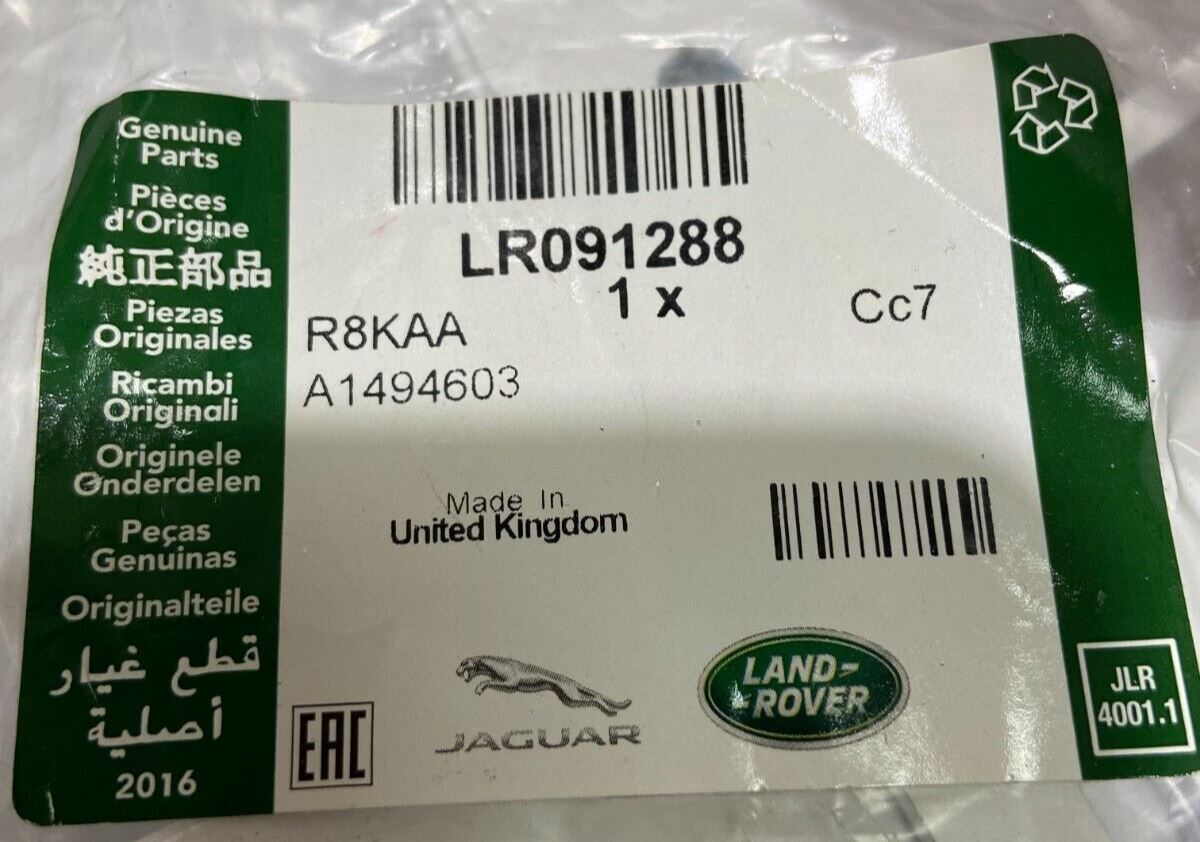 Genuine
Parts
Pièces
d'Origine
純正部品
Piezas
Originales
Ricambi
Originali
Originele
Onderdelen
Peças
Genuinas
Originalteile
قطع غيار
أصلية
2016
LR091288
1 x
Cc7
R8KAA
A1494603
Made In
United Kingdom
EAC
JAGUAR
LAND-
-ROVER
JLR
4001.1